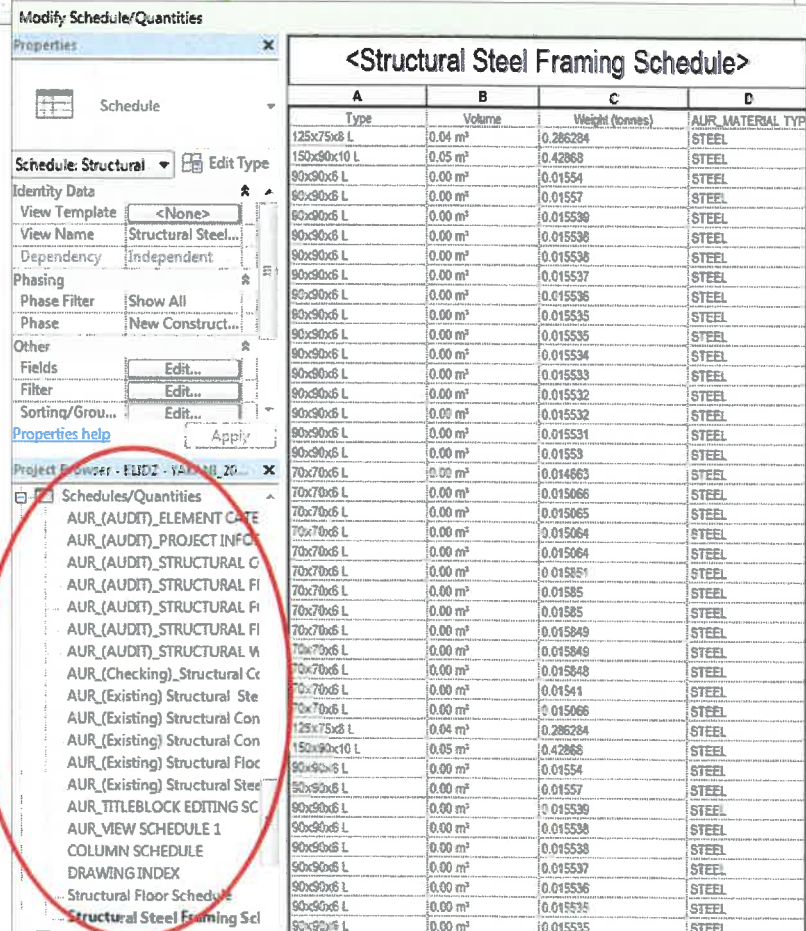 Modify Schedule/Quantities
Properties
Schedule
Schedule: Structural
Edit Type
Identity Data
View Template <None>
View Name Structural Steel...
Dependency Independent
Phasing
Phase Filter Show All
Phase New Construct...
Other
Fields Edit...
Filter Edit...
Sorting/Grou... Edit...
Properties help Apply
Project Browser - ELIDZ -
Schedules/Quantities
AUR_(AUDIT)_ELEMENT CATE
AUR_(AUDIT)_PROJECT INFO
AUR_(AUDIT)_STRUCTURAL
AUR_(AUDIT)_STRUCTURAL FI
AUR_(AUDIT)_STRUCTURAL
AUR_(AUDIT)_STRUCTURAL FI
AUR_(AUDIT)_STRUCTURAL W
AUR_(Checking)_Structural Cc
AUR_(Existing) Structural Ste
AUR_(Existing) Structural Con
AUR_(Existing) Structural Con
AUR_(Existing) Structural Floc
AUR_(Existing) Structural Stee
AUR_TITLEBLOCK EDITING SC
AUR_VIEW SCHEDULE 1
COLUMN SCHEDULE
DRAWING INDEX
Structural Floor Schedule
Structural Steel Framing Scl
<Structural Steel Framing Schedule>
A B C D
Type Volume Weight (tonnes) AUR_MATERIAL TYP
125x75x8 L 0.04 m³ 0.286284 STEEL
150x90x10 L 0.05 m³ 0.42868 STEEL
90x90x6 L 0.00 m³ 0.01554 STEEL
90x90x6 L 0.00 m³ 0.01557 STEEL
90x90x6 L 0.00 m³ 0.015539 STEEL
90x90x6 L 0.00 m³ 0.015538 STEEL
90x90x6 L 0.00 m³ 0.015538 STEEL
90x90x6 L 0.00 m³ 0.015537 STEEL
90x90x6 L 0.00 m³ 0.015536 STEEL
90x90x6 L 0.00 m³ 0.015535 STEEL
90x90x6 L 0.00 m³ 0.015535 STEEL
90x90x6 L 0.00 m³ 0.015534 STEEL
90x90x6 L 0.00 m³ 0.015533 STEEL
90x90x6 L 0.00 m³ 0.015532 STEEL
90x90x6 L 0.00 m³ 0.015532 STEEL
90x90x6 L 0.00 m³ 0.015531 STEEL
90x90x6 L 0.00 m³ 0.01553 STEEL
70x70x6 L 0.00 m³ 0.014663 STEEL
70x70x6 L 0.00 m³ 0.015066 STEEL
70x70x6 L 0.00 m³ 0.015065 STEEL
70x70x6 L 0.00 m³ 0.015064 STEEL
70x70x6 L 0.00 m³ 0.015064 STEEL
70x70x6 L 0.00 m³ 0.015851 STEEL
70x70x6 L 0.00 m³ 0.01585 STEEL
70x70x6 L 0.00 m³ 0.01585 STEEL
70x70x6 L 0.00 m³ 0.015849 STEEL
70x70x6 L 0.00 m³ 0.015849 STEEL
70x70x6 L 0.00 m³ 0.015848 STEEL
70x70x6 L 0.00 m³ 0.01541 STEEL
70x70x6 L 0.00 m³ 0.015066 STEEL
125x75x8 L 0.04 m³ 0.286284 STEEL
150x90x10 L 0.05 m³ 0.42868 STEEL
90x90x6 L 0.00 m³ 0.01554 STEEL
90x90x6 L 0.00 m³ 0.01557 STEEL
90x90x6 L 0.00 m³ 0.015539 STEEL
90x90x6 L 0.00 m³ 0.015538 STEEL
90x90x6 L 0.00 m³ 0.015538 STEEL
90x90x6 L 0.00 m³ 0.015537 STEEL
90x90x6 L 0.00 m³ 0.015536 STEEL
90x90x6 L 0.00 m³ 0.015535 STEEL
90x90x6 L 0.00 m³ 0.015535 STEEL